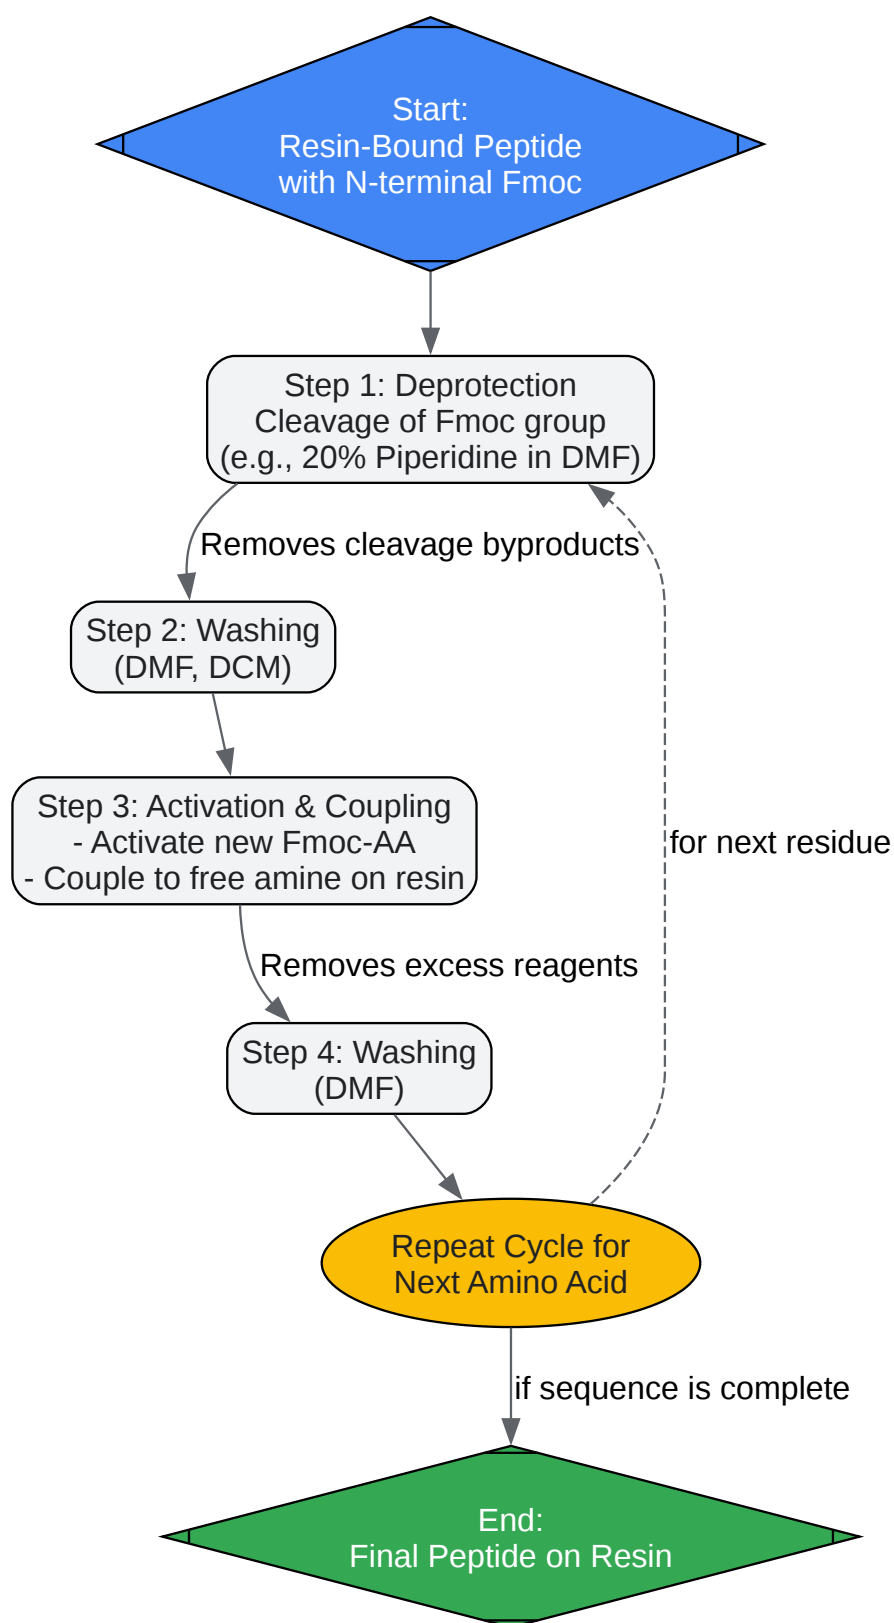 Start:
Resin-Bound Peptide
with N-terminal Fmoc
Step 1: Deprotection
Cleavage of Fmoc group
(e.g., 20% Piperidine in DMF)
Removes cleavage byproducts
Step 2: Washing
(DMF, DCM)
Step 3: Activation & Coupling
- Activate new Fmoc-AA
- Couple to free amine on resin
for next residue
Removes excess reagents
Step 4: Washing
(DMF)
Repeat Cycle for
Next Amino Acid
if sequence is complete
End:
Final Peptide on Resin